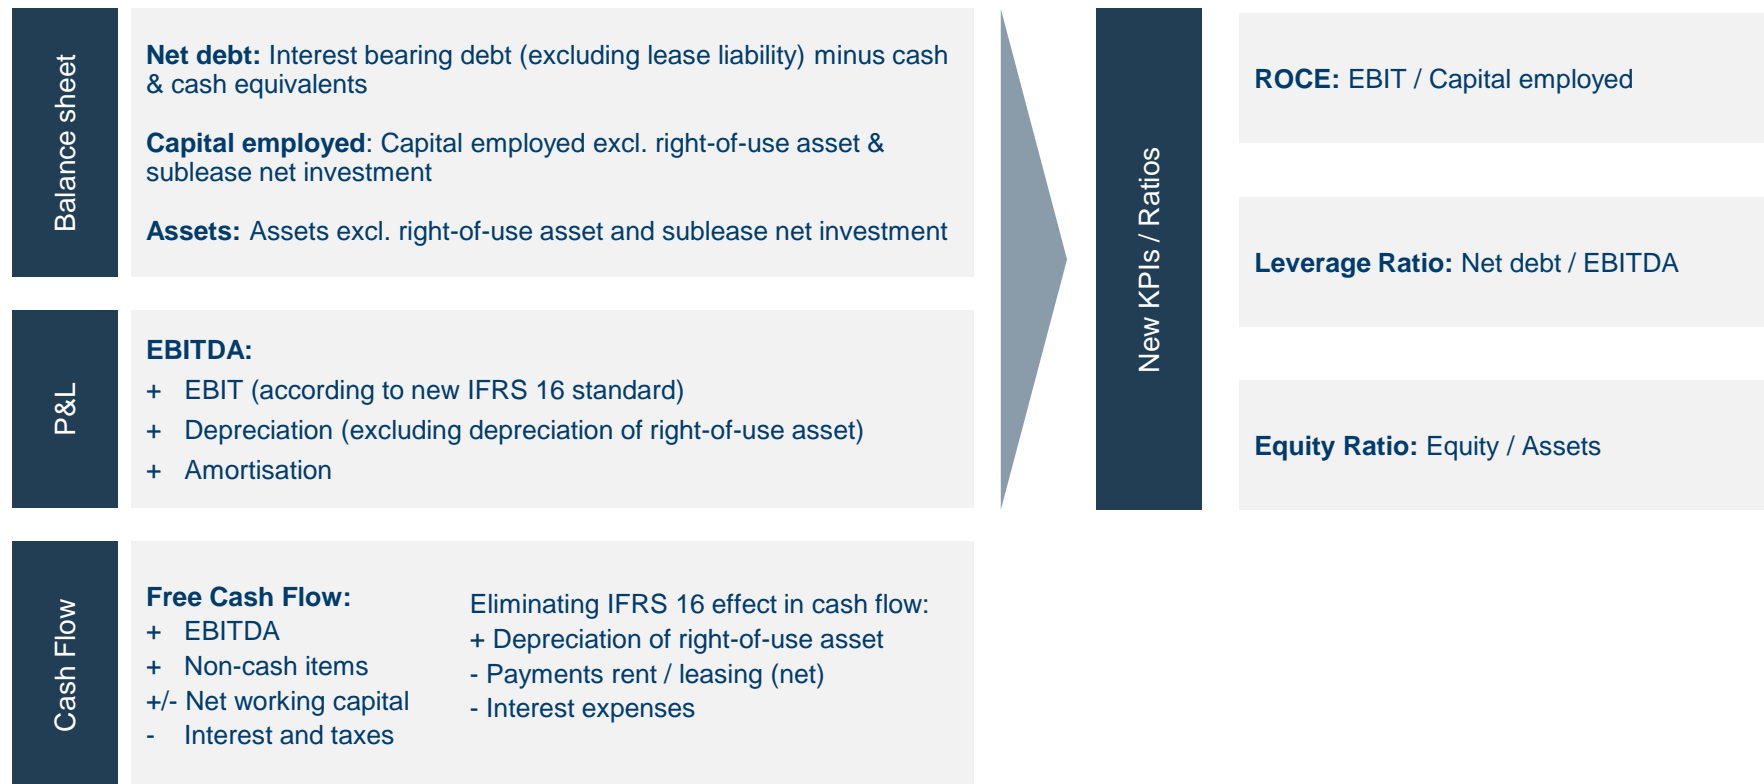 Balance sheet
Net debt: Interest bearing debt (excluding lease liability) minus cash
& cash equivalents
Capital employed: Capital employed excl. right-of-use asset &
sublease net investment
Assets: Assets excl. right-of-use asset and sublease net investment
P&L
EBITDA:
+ EBIT (according to new IFRS 16 standard)
+ Depreciation (excluding depreciation of right-of-use asset)
+ Amortisation
Cash Flow
Free Cash Flow:
+ EBITDA
+ Non-cash items
+/- Net working capital
- Interest and taxes
Eliminating IFRS 16 effect in cash flow:
+ Depreciation of right-of-use asset
- Payments rent / leasing (net)
- Interest expenses
New KPIs / Ratios
ROCE: EBIT / Capital employed
Leverage Ratio: Net debt / EBITDA
Equity Ratio: Equity / Assets